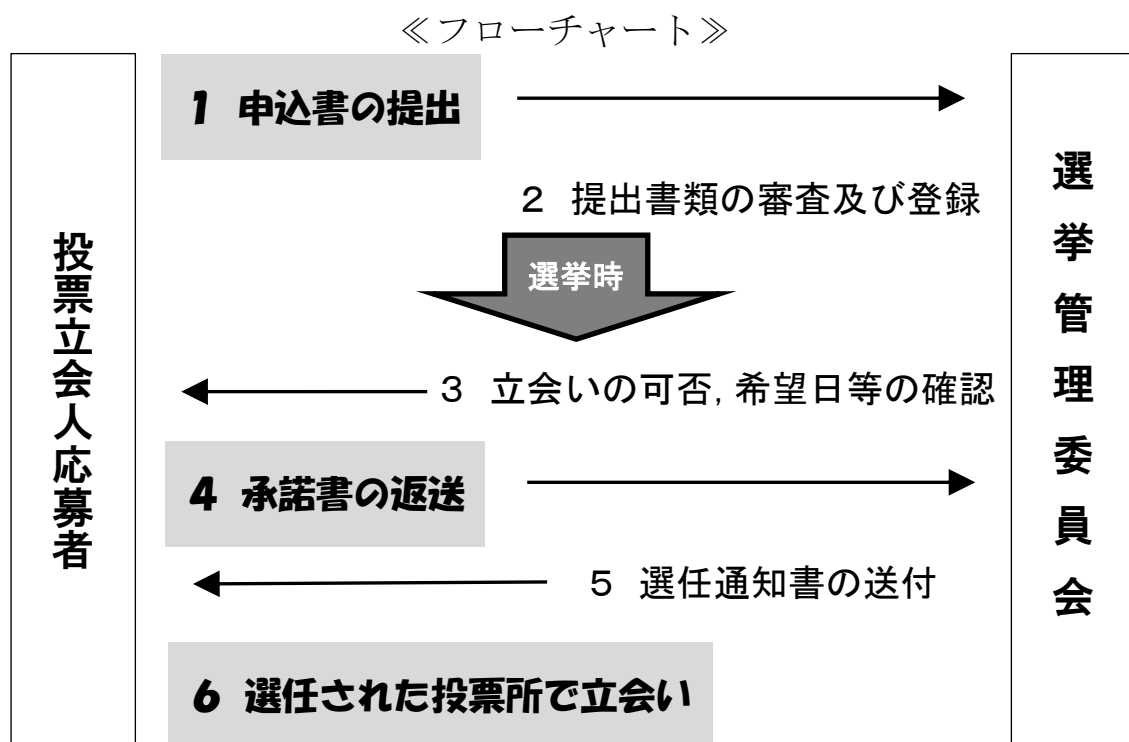 ≪フローチャート≫
投票立会人応募者
1 申込書の提出
2 提出書類の審査及び登録
選挙時
3 立会いの可否,希望日等の確認
4 承諾書の返送
5 選任通知書の送付
6 選任された投票所で立会い
選挙管理委員会